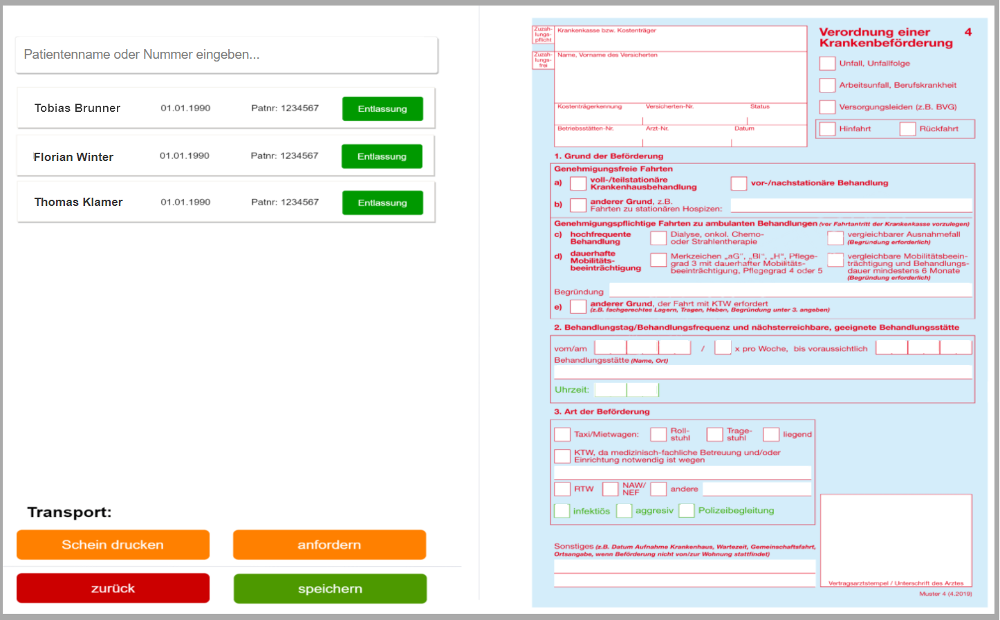 Patientenname oder Nummer eingeben...
Tobias Brunner 01.01.1990 Patnr: 1234567 Entlassung
Florian Winter 01.01.1990 Patnr: 1234567 Entlassung
Thomas Klamer 01.01.1990 Patnr: 1234567 Entlassung
Transport:
Schein drucken anfordern
zurück speichern
Zuzah-
lungs-
pflicht
Krankenkasse bzw. Kostenträger
Zuzah-
lungs-
frei
Name, Vorname des Versicherten
Kostenträgerkennung Versicherten-Nr. Status
Betriebsstätten-Nr. Arzt-Nr. Datum
Verordnung einer 4
Krankenbeförderung
Unfall, Unfallfolge
Arbeitsunfall, Berufskrankheit
Versorgungsleiden (z.B. BVG)
Hinfahrt Rückfahrt
1. Grund der Beförderung
Genehmigungsfreie Fahrten
a) voll-/teilstationäre
Krankenhausbehandlung
vor-/nachstationäre Behandlung
b) anderer Grund, z.B.
Fahrten zu stationären Hospizen:
Genehmigungspflichtige Fahrten zu ambulanten Behandlungen (vor Fahrtantritt der Krankenkasse vorzulegen)
c) hochfrequente
Behandlung
Dialyse, onkol. Chemo-
oder Strahlentherapie
vergleichbarer Ausnahmefall
(Begründung erforderlich)
d) dauerhafte
Mobilitäts-
beeinträchtigung
Merkzeichen „aG", „Bl", „H", Pflege-
grad 3 mit dauerhafter Mobilitäts-
beeinträchtigung, Pflegegrad 4 oder 5
vergleichbare Mobilitätsbeein-
trächtigung und Behandlungs-
dauer mindestens 6 Monate
(Begründung erforderlich)
Begründung
e) anderer Grund, der Fahrt mit KTW erfordert
(z.B. fachgerechtes Lagern, Tragen, Heben, Begründung unter 3. angeben)
2. Behandlungstag/Behandlungsfrequenz und nächsterreichbare, geeignete Behandlungsstätte
vom/am / x pro Woche, bis voraussichtlich
Behandlungsstätte (Name, Ort)
Uhrzeit:
3. Art der Beförderung
Taxi/Mietwagen: Roll-
stuhl
Trage-
stuhl
liegend
KTW, da medizinisch-fachliche Betreuung und/oder
Einrichtung notwendig ist wegen
RTW NAW/
NEF
andere
infektiös aggresiv Polizeibegleitung
Sonstiges (z.B. Datum Aufnahme Krankenhaus, Wartezeit, Gemeinschaftsfahrt,
Ortsangabe, wenn Beförderung nicht von/zur Wohnung stattfindet)
Vertragsarztstempel / Unterschrift des Arztes
Muster 4 (4.2019)